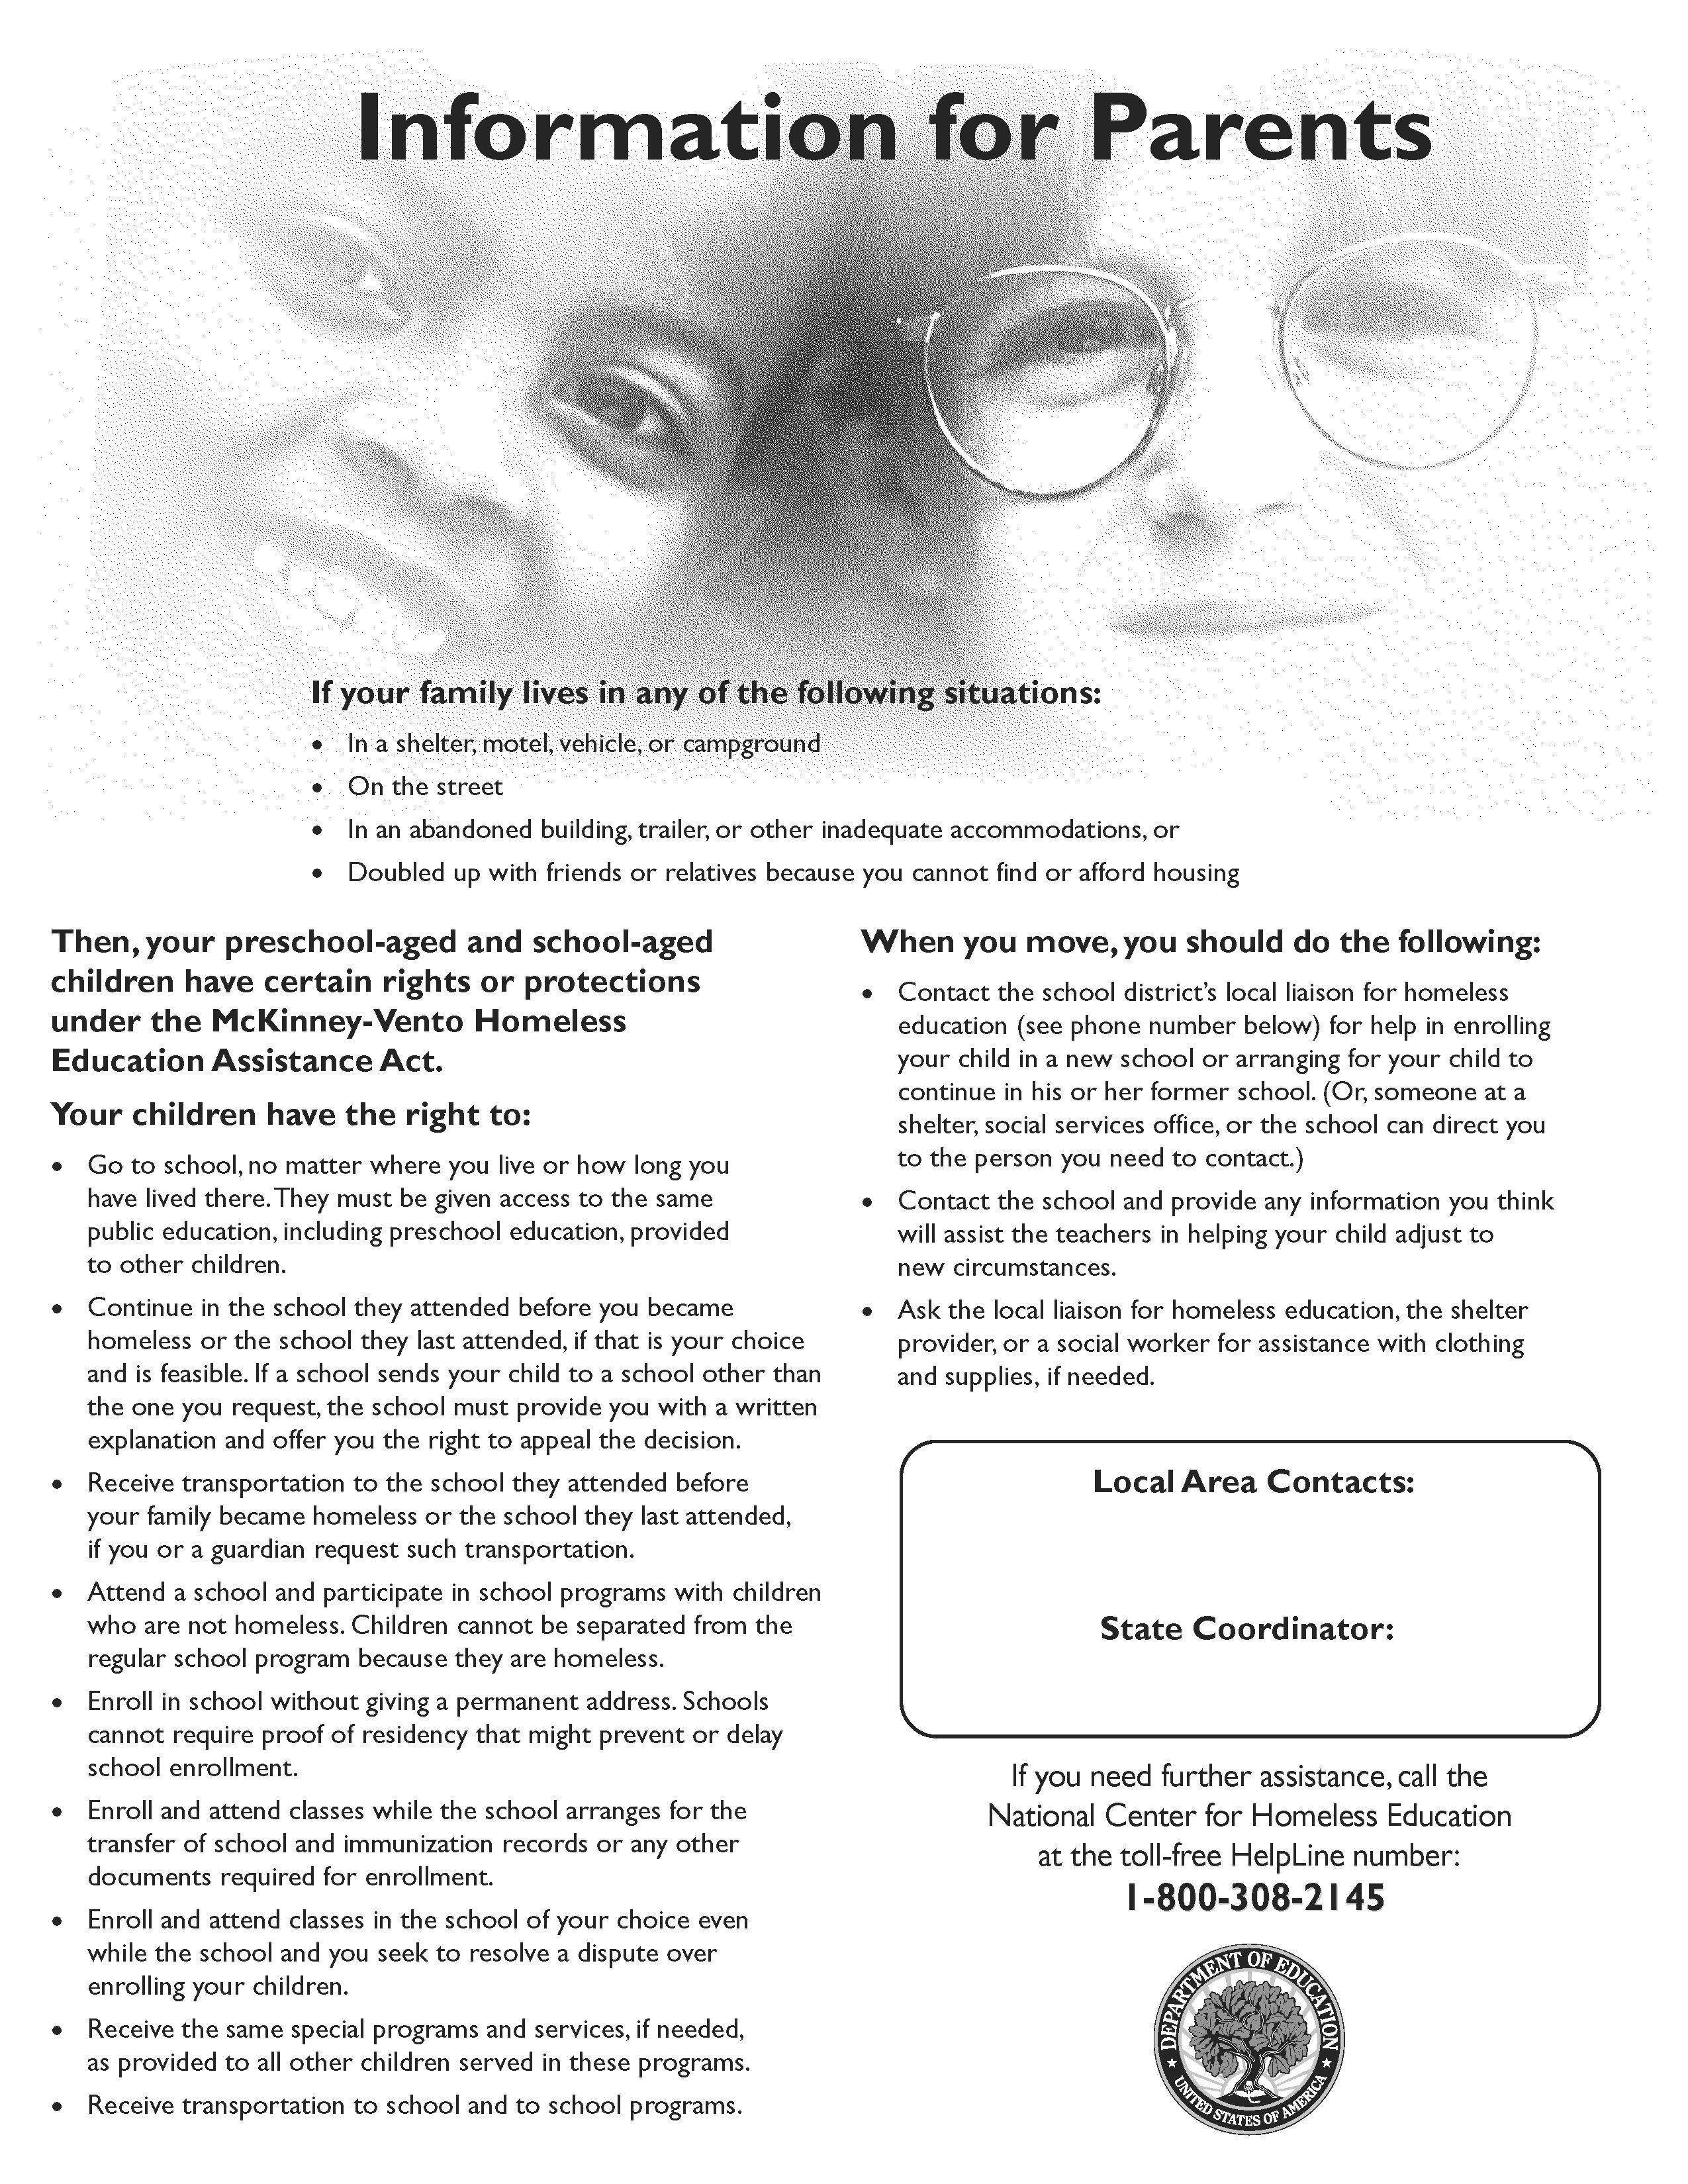 Information for Parents
If your family lives in any of the following situations:
• In a shelter, motel, vehicle, or campground
• On the street
• In an abandoned building, trailer, or other inadequate accommodations, or
• Doubled up with friends or relatives because you cannot find or afford housing
Then, your preschool-aged and school-aged
children have certain rights or protections
under the McKinney-Vento Homeless
Education Assistance Act.
Your children have the right to:
• Go to school, no matter where you live or how long you
have lived there. They must be given access to the same
public education, including preschool education, provided
to other children.
• Continue in the school they attended before you became
homeless or the school they last attended, if that is your choice
and is feasible. If a school sends your child to a school other than
the one you request, the school must provide you with a written
explanation and offer you the right to appeal the decision.
• Receive transportation to the school they attended before
your family became homeless or the school they last attended,
if you or a guardian request such transportation.
• Attend a school and participate in school programs with children
who are not homeless. Children cannot be separated from the
regular school program because they are homeless.
• Enroll in school without giving a permanent address. Schools
cannot require proof of residency that might prevent or delay
school enrollment.
• Enroll and attend classes while the school arranges for the
transfer of school and immunization records or any other
documents required for enrollment.
• Enroll and attend classes in the school of your choice even
while the school and you seek to resolve a dispute over
enrolling your children.
• Receive the same special programs and services, if needed,
as provided to all other children served in these programs.
• Receive transportation to school and to school programs.
When you move, you should do the following:
• Contact the school district's local liaison for homeless
education (see phone number below) for help in enrolling
your child in a new school or arranging for your child to
continue in his or her former school. (Or, someone at a
shelter, social services office, or the school can direct you
to the person you need to contact.)
• Contact the school and provide any information you think
will assist the teachers in helping your child adjust to
new circumstances.
• Ask the local liaison for homeless education, the shelter
provider, or a social worker for assistance with clothing
and supplies, if needed.
Local Area Contacts:
State Coordinator:
If you need further assistance, call the
National Center for Homeless Education
at the toll-free HelpLine number:
1-800-308-2145
DEPARTMENT OF EDUCATION
UNITED STATES OF AMERICA